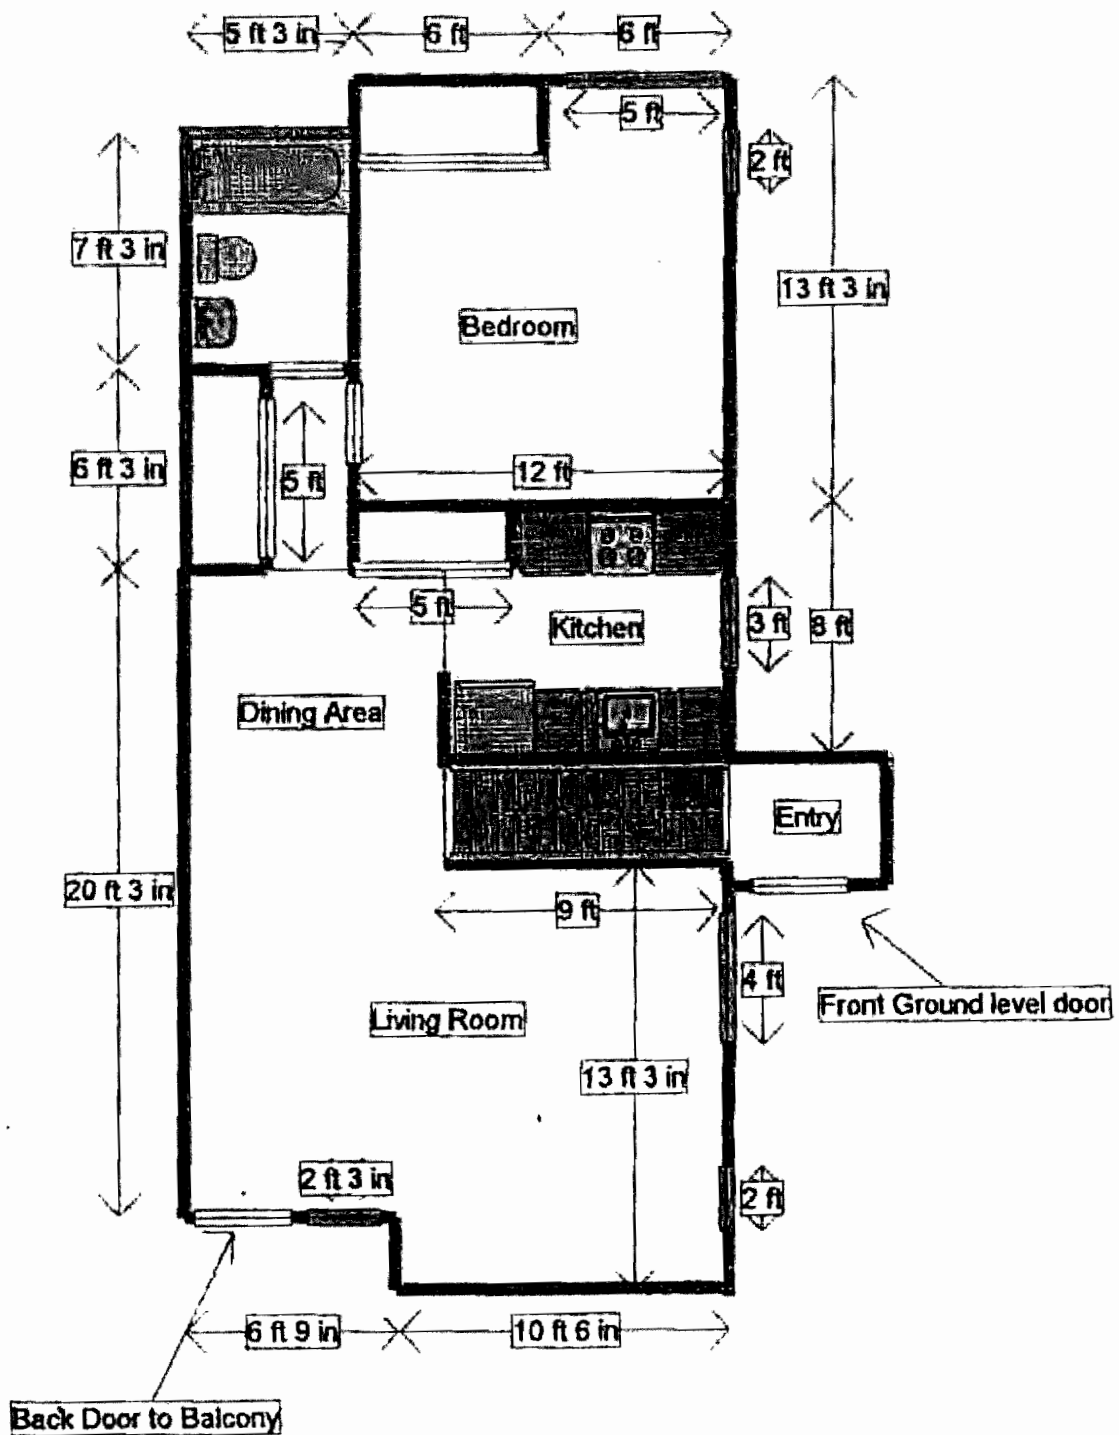 5 ft 3 in
6 ft
6 ft
5 ft
2 ft
7 ft 3 in
13 ft 3 in
Bedroom
6 ft 3 in
5 ft
12 ft
5 ft
Kitchen
3 ft
8 ft
Dining Area
Entry
20 ft 3 in
9 ft
4 ft
Front Ground level door
Living Room
13 ft 3 in
2 ft 3 in
2 ft
6 ft 9 in
10 ft 6 in
Back Door to Balcony